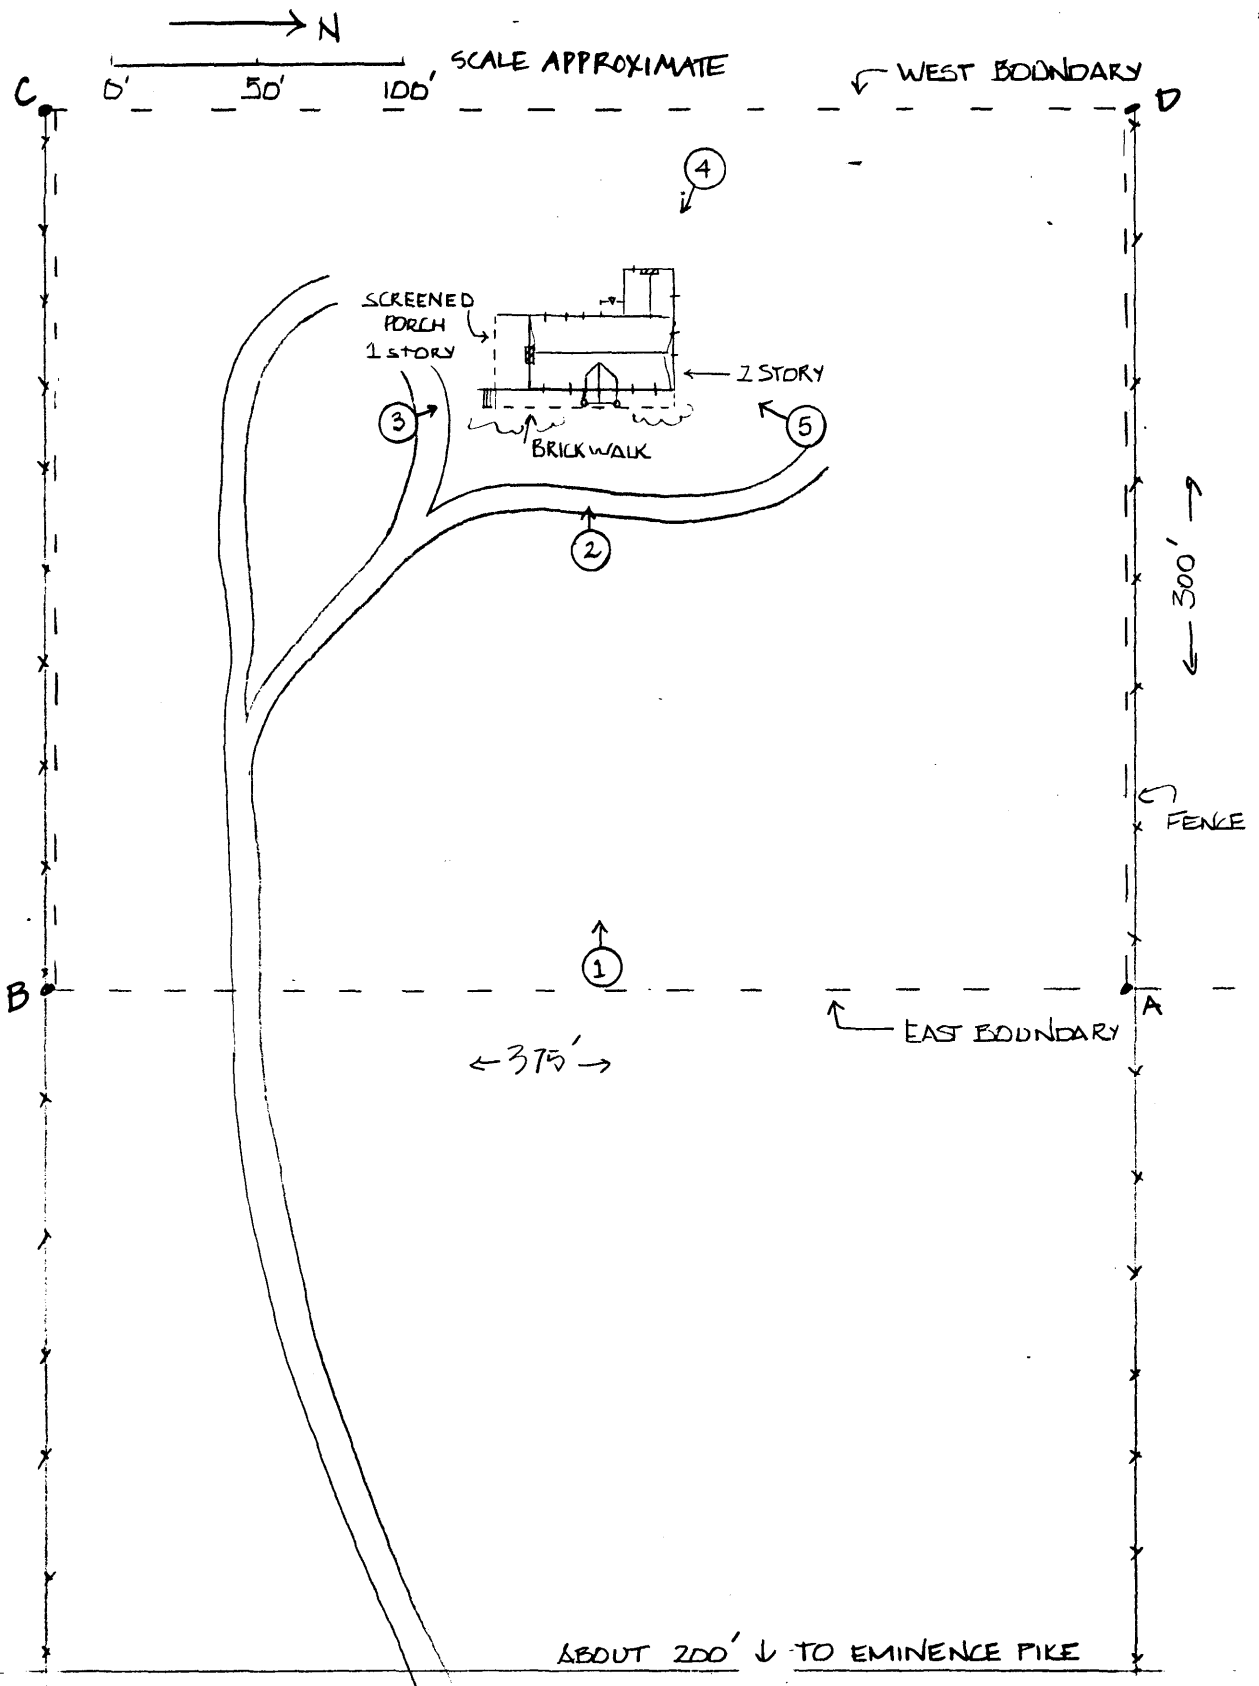 N
SCALE APPROXIMATE
0' 50' 100'
WEST BOUNDARY
C
D
4
SCREENED
PORCH
1 STORY
2 STORY
3
5
BRICKWALK
2
300'
FENCE
1
B
A
EAST BOUNDARY
375'
ABOUT 200' ↓ TO EMINENCE PIKE